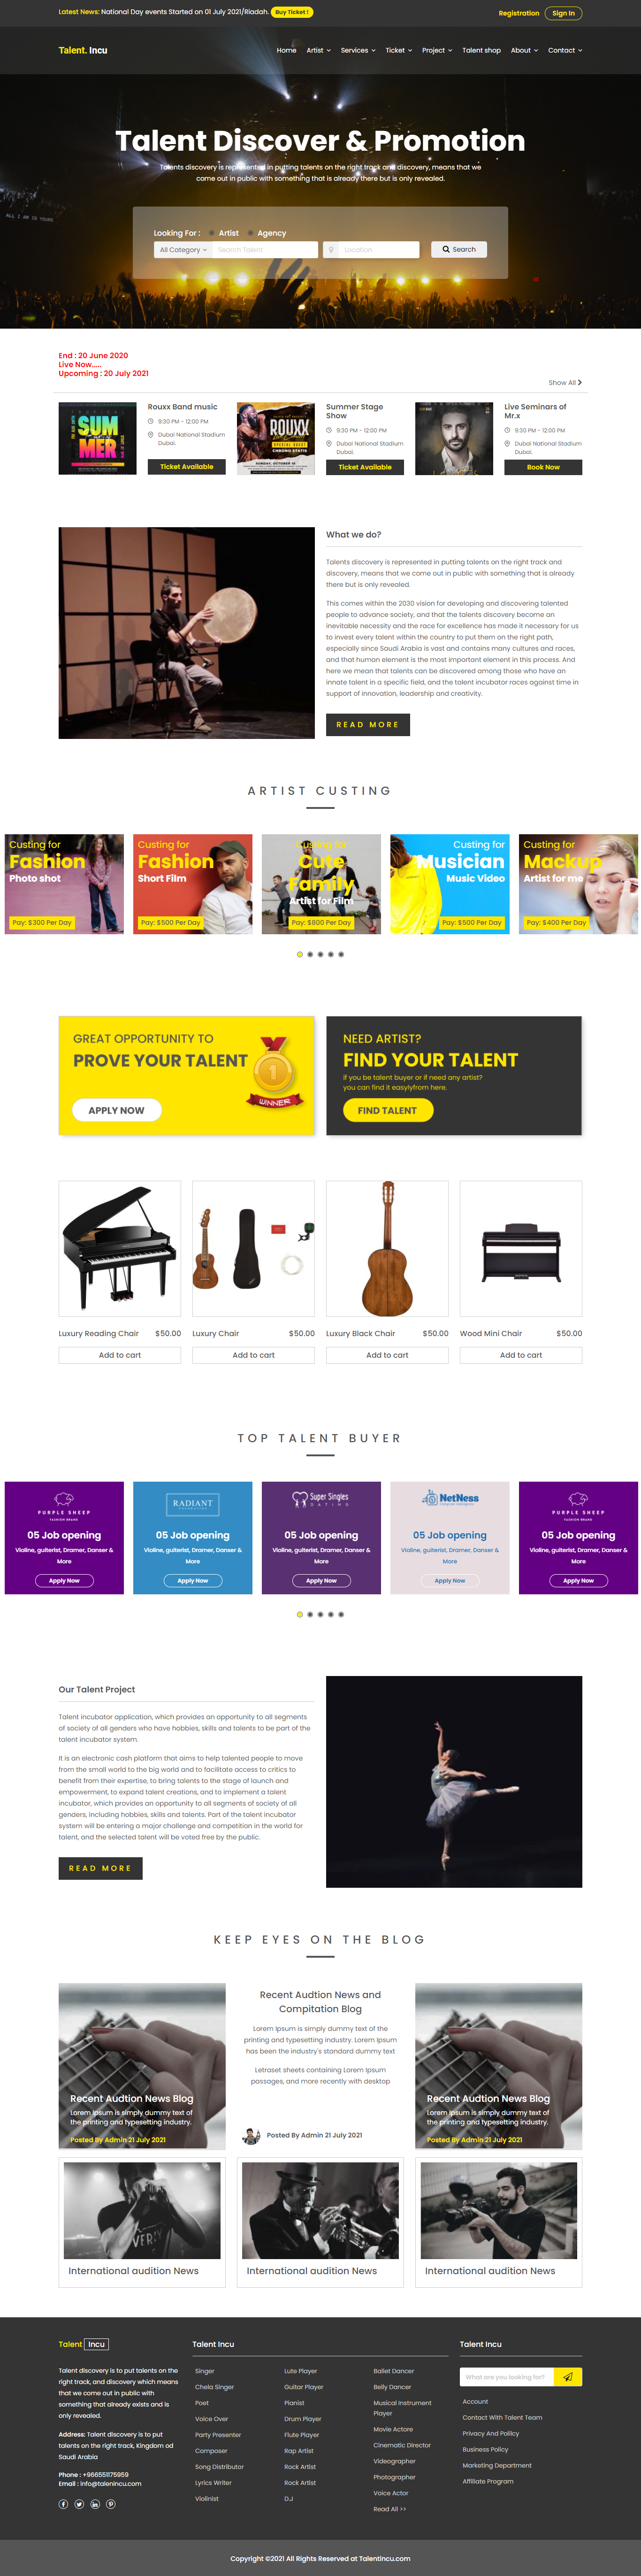 Latest News: National Day events Started on 01 July 2021/Riadah. Buy Ticket !
Registration Sign In
Talent. Incu
Home Artist Services Ticket Project Talent shop About Contact
Talent Discover & Promotion
Talents discovery is represented in putting talents on the right track and discovery, means that we
come out in public with something that is already there but is only revealed.
Looking For : Artist Agency
All Category Search Talent Location Search
End : 20 June 2020
Live Now.....
Upcoming : 20 July 2021
Show All
SUM
MER
Rouxx Band music
9:30 PM - 12:00 PM
Dubai National Stadium
Dubai.
Ticket Available
ROUXX
SPECIAL GUEST
CHRONO STATIS
SUNDAY, OCTOBER 18
Summer Stage
Show
9:30 PM - 12:00 PM
Dubai National Stadium
Dubai.
Ticket Available
Live Seminars of
Mr.x
9:30 PM - 12:00 PM
Dubai National Stadium
Dubai.
Book Now
What we do?
Talents discovery is represented in putting talents on the right track and
discovery, means that we come out in public with something that is already
there but is only revealed.
This comes within the 2030 vision for developing and discovering talented
people to advance society, and that the talents discovery become an
inevitable necessity and the race for excellence has made it necessary for us
to invest every talent within the country to put them on the right path,
especially since Saudi Arabia is vast and contains many cultures and races,
and that human element is the most important element in this process. And
here we mean that talents can be discovered among those who have an
innate talent in a specific field, and the talent incubator races against time in
support of innovation, leadership and creativity.
READ MORE
ARTIST CUSTING
Custing for
Fashion
Photo shot
Pay: $300 Per Day
Custing for
Fashion
Short Film
Pay: $500 Per Day
Custing for
Cute
Family
Artist for Film
Pay: $800 Per Day
Custing for
Musician
Music Video
Pay: $500 Per Day
Custing for
Mackup
Artist for me
Pay: $400 Per Day
GREAT OPPORTUNITY TO
PROVE YOUR TALENT
APPLY NOW
1
WINNER
NEED ARTIST?
FIND YOUR TALENT
if you be talent buyer or if need any artist?
you can find it easlylyfrom here.
FIND TALENT
Luxury Reading Chair $50.00
Add to cart
Luxury Chair $50.00
Add to cart
Luxury Black Chair $50.00
Add to cart
Wood Mini Chair $50.00
Add to cart
TOP TALENT BUYER
PURPLE SHEEP
FASHION BRAND
05 Job opening
Violine, guiterist, Dramer, Danser &
More
Apply Now
RADIANT
05 Job opening
Violine, guiterist, Dramer, Danser &
More
Apply Now
Super Singles
DATING
05 Job opening
Violine, guiterist, Dramer, Danser &
More
Apply Now
NetNess
05 Job opening
Violine, guiterist, Dramer, Danser &
More
Apply Now
PURPLE SHEEP
FASHION BRAND
05 Job opening
Violine, guiterist, Dramer, Danser &
More
Apply Now
Our Talent Project
Talent incubator application, which provides an opportunity to all segments
of society of all genders who have hobbies, skills and talents to be part of the
talent incubator system.
It is an electronic cash platform that aims to help talented people to move
from the small world to the big world and to facilitate access to critics to
benefit from their expertise, to bring talents to the stage of launch and
empowerment, to expand talent creations, and to implement a talent
incubator, which provides an opportunity to all segments of society of all
genders, including hobbies, skills and talents. Part of the talent incubator
system will be entering a major challenge and competition in the world for
talent, and the selected talent will be voted free by the public.
READ MORE
KEEP EYES ON THE BLOG
Recent Audtion News Blog
Lorem Ipsum is simply dummy text of
the printing and typesetting industry.
Posted By Admin 21 July 2021
Recent Audtion News and
Compitation Blog
Lorem Ipsum is simply dummy text of the
printing and typesetting industry. Lorem Ipsum
has been the industry's standard dummy text
Letraset sheets containing Lorem Ipsum
passages, and more recently with desktop
Posted By Admin 21 July 2021
Recent Audtion News Blog
Lorem Ipsum is simply dummy text of
the printing and typesetting industry.
Posted By Admin 21 July 2021
International audition News
International audition News
International audition News
Talent Incu
Talent discovery is to put talents on the
right track, and discovery which means
that we come out in public with
something that already exists and is
only revealed.
Address: Talent discovery is to put
talents on the right track, Kingdom od
Saudi Arabia
Phone : +966551175959
Email : info@talenincu.com
Talent Incu
Singer
Chela Singer
Poet
Voice Over
Party Presenter
Composer
Song Distributor
Lyrics Writer
Violinist
Lute Player
Guitar Player
Pianist
Drum Player
Flute Player
Rap Artist
Rock Artist
Rock Artist
DJ
Ballet Dancer
Belly Dancer
Musical Instrument
Player
Movie Actore
Cinematic Director
Videographer
Photographer
Voice Actor
Read All >>
Talent Incu
What are you looking for?
Account
Contact With Talent Team
Privacy And Poliicy
Business Policy
Marketing Department
Affiliate Program
Copyright ©2021 All Rights Reserved at Talentincu.com